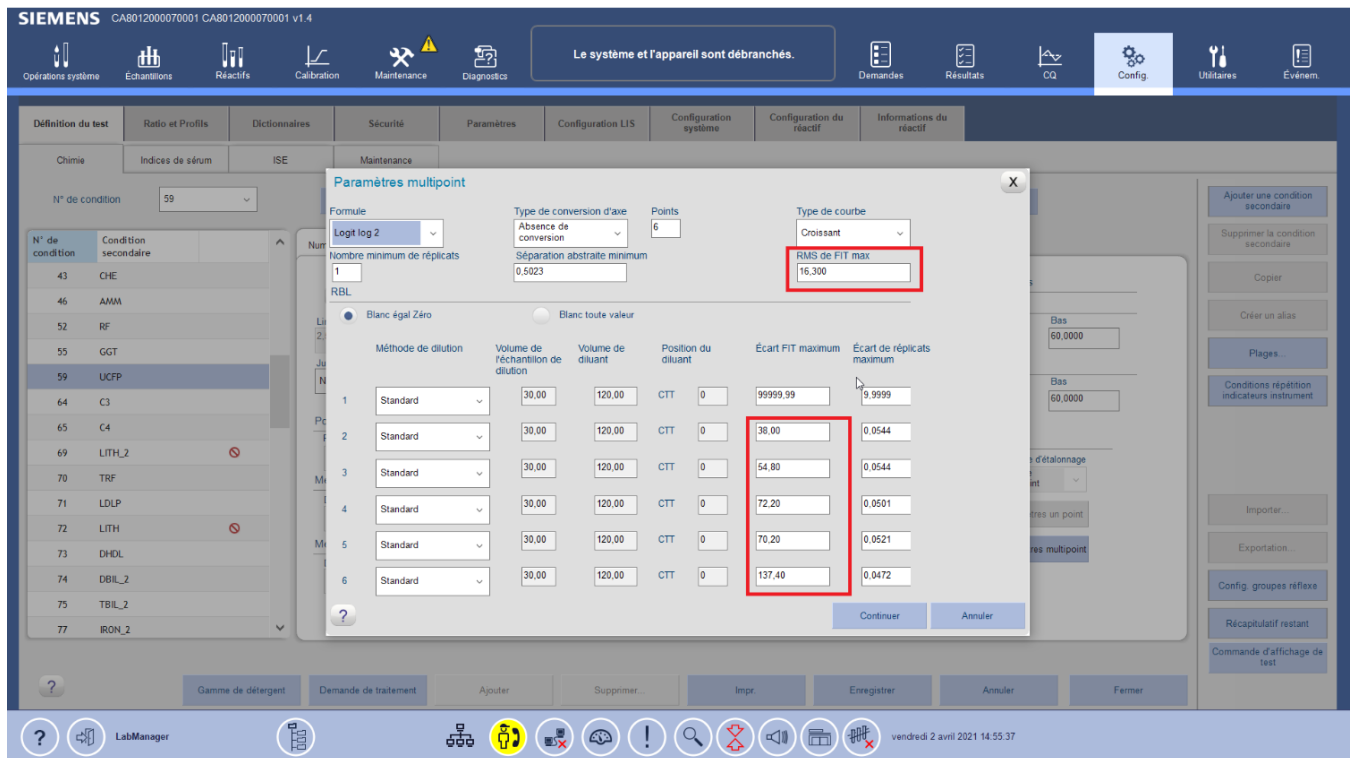 SIEMENS CA8012000070001 CA8012000070001 v1.4
Opérations système
Échantillons
Réactifs
Calibration
Maintenance
Diagnostics
Le système et l'appareil sont débranchés.
Demandes
Résultats
CQ
Config.
Utilitaires
Événem.
Définition du test
Ratio et Profils
Dictionnaires
Sécurité
Paramètres
Configuration LIS
Configuration système
Configuration du réactif
Informations du réactif
Chimie
Indices de sérum
ISE
Maintenance
N° de condition 59
N° de condition
Condition secondaire
43 CHE
46 AMM
52 RF
55 GGT
59 UCFP
64 C3
65 C4
69 LITH_2
70 TRF
71 LDLP
72 LITH
73 DHDL
74 DBIL_2
75 TBIL_2
77 IRON_2
Paramètres multipoint X
Formule
Logit log 2
Type de conversion d'axe
Absence de conversion
Points
6
Type de courbe
Croissant
Nombre minimum de réplicats
1
Séparation abstraite minimum
0,5023
RMS de FIT max
16,300
RBL
Blanc égal Zéro
Blanc toute valeur
Méthode de dilution
Volume de l'échantillon de dilution
Volume de diluant
Position du diluant
Écart FIT maximum
Écart de réplicats maximum
1 Standard 30,00 120,00 CTT 0 99999,99 9,9999
2 Standard 30,00 120,00 CTT 0 38,00 0,0544
3 Standard 30,00 120,00 CTT 0 54,80 0,0544
4 Standard 30,00 120,00 CTT 0 72,20 0,0501
5 Standard 30,00 120,00 CTT 0 70,20 0,0521
6 Standard 30,00 120,00 CTT 0 137,40 0,0472
?
Continuer
Annuler
Bas
60,0000
Bas
60,0000
d'étalonnage
Ajouter une condition secondaire
Supprimer la condition secondaire
Copier
Créer un alias
Plages...
Conditions répétition indicateurs instrument
Importer...
Exportation...
Config. groupes réflexe
Récapitulatif restant
Commande d'affichage de test
?
Gamme de détergent
Demande de traitement
Ajouter
Supprimer...
Impr.
Enregistrer
Annuler
Fermer
? LabManager
vendredi 2 avril 2021 14:55:37